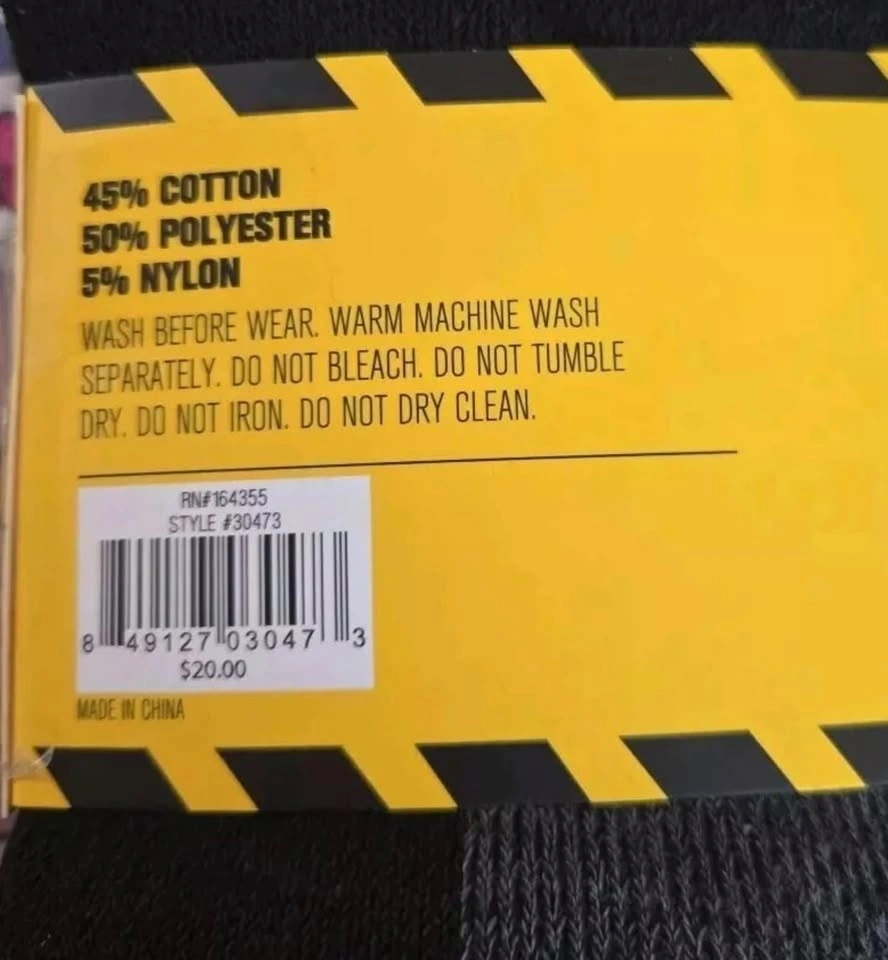 45% COTTON
50% POLYESTER
5% NYLON
WASH BEFORE WEAR. WARM MACHINE WASH
SEPARATELY. DO NOT BLEACH. DO NOT TUMBLE
DRY. DO NOT IRON. DO NOT DRY CLEAN.
RN#164355
STYLE #30473
8 49127 03047 3
$20.00
MADE IN CHINA